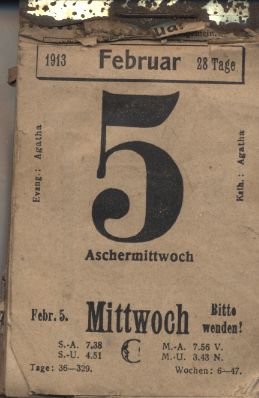 1913 Februar 28 Tage
Evang.: Agatha
5
Kath.: Agatha
Aschermittwoch
Febr. 5. Mittwoch Bitte wenden!
S.-A. 7.38 M.-A. 7.56 V.
S.-U. 4.51 M.-U. 3.43 N.
Tage: 36—329. Wochen: 6—47.